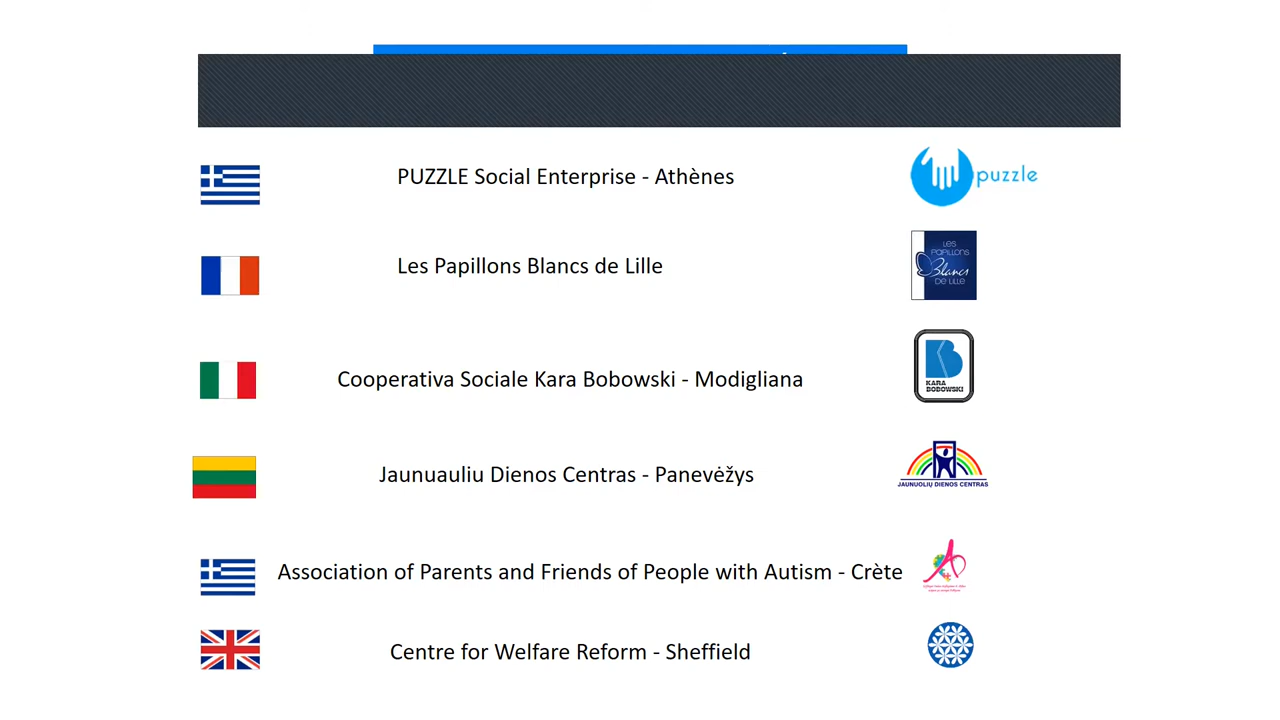 PUZZLE Social Enterprise - Athènes
puzzle
Les Papillons Blancs de Lille
LES
PAPILLONS
Blancs
DE LILLE
Cooperativa Sociale Kara Bobowski - Modigliana
KARA
BOBOWSKI
Jaunuauliu Dienos Centras - Panevėžys
JAUNUOLIŲ DIENOS CENTRAS
Association of Parents and Friends of People with Autism - Crète
Centre for Welfare Reform - Sheffield